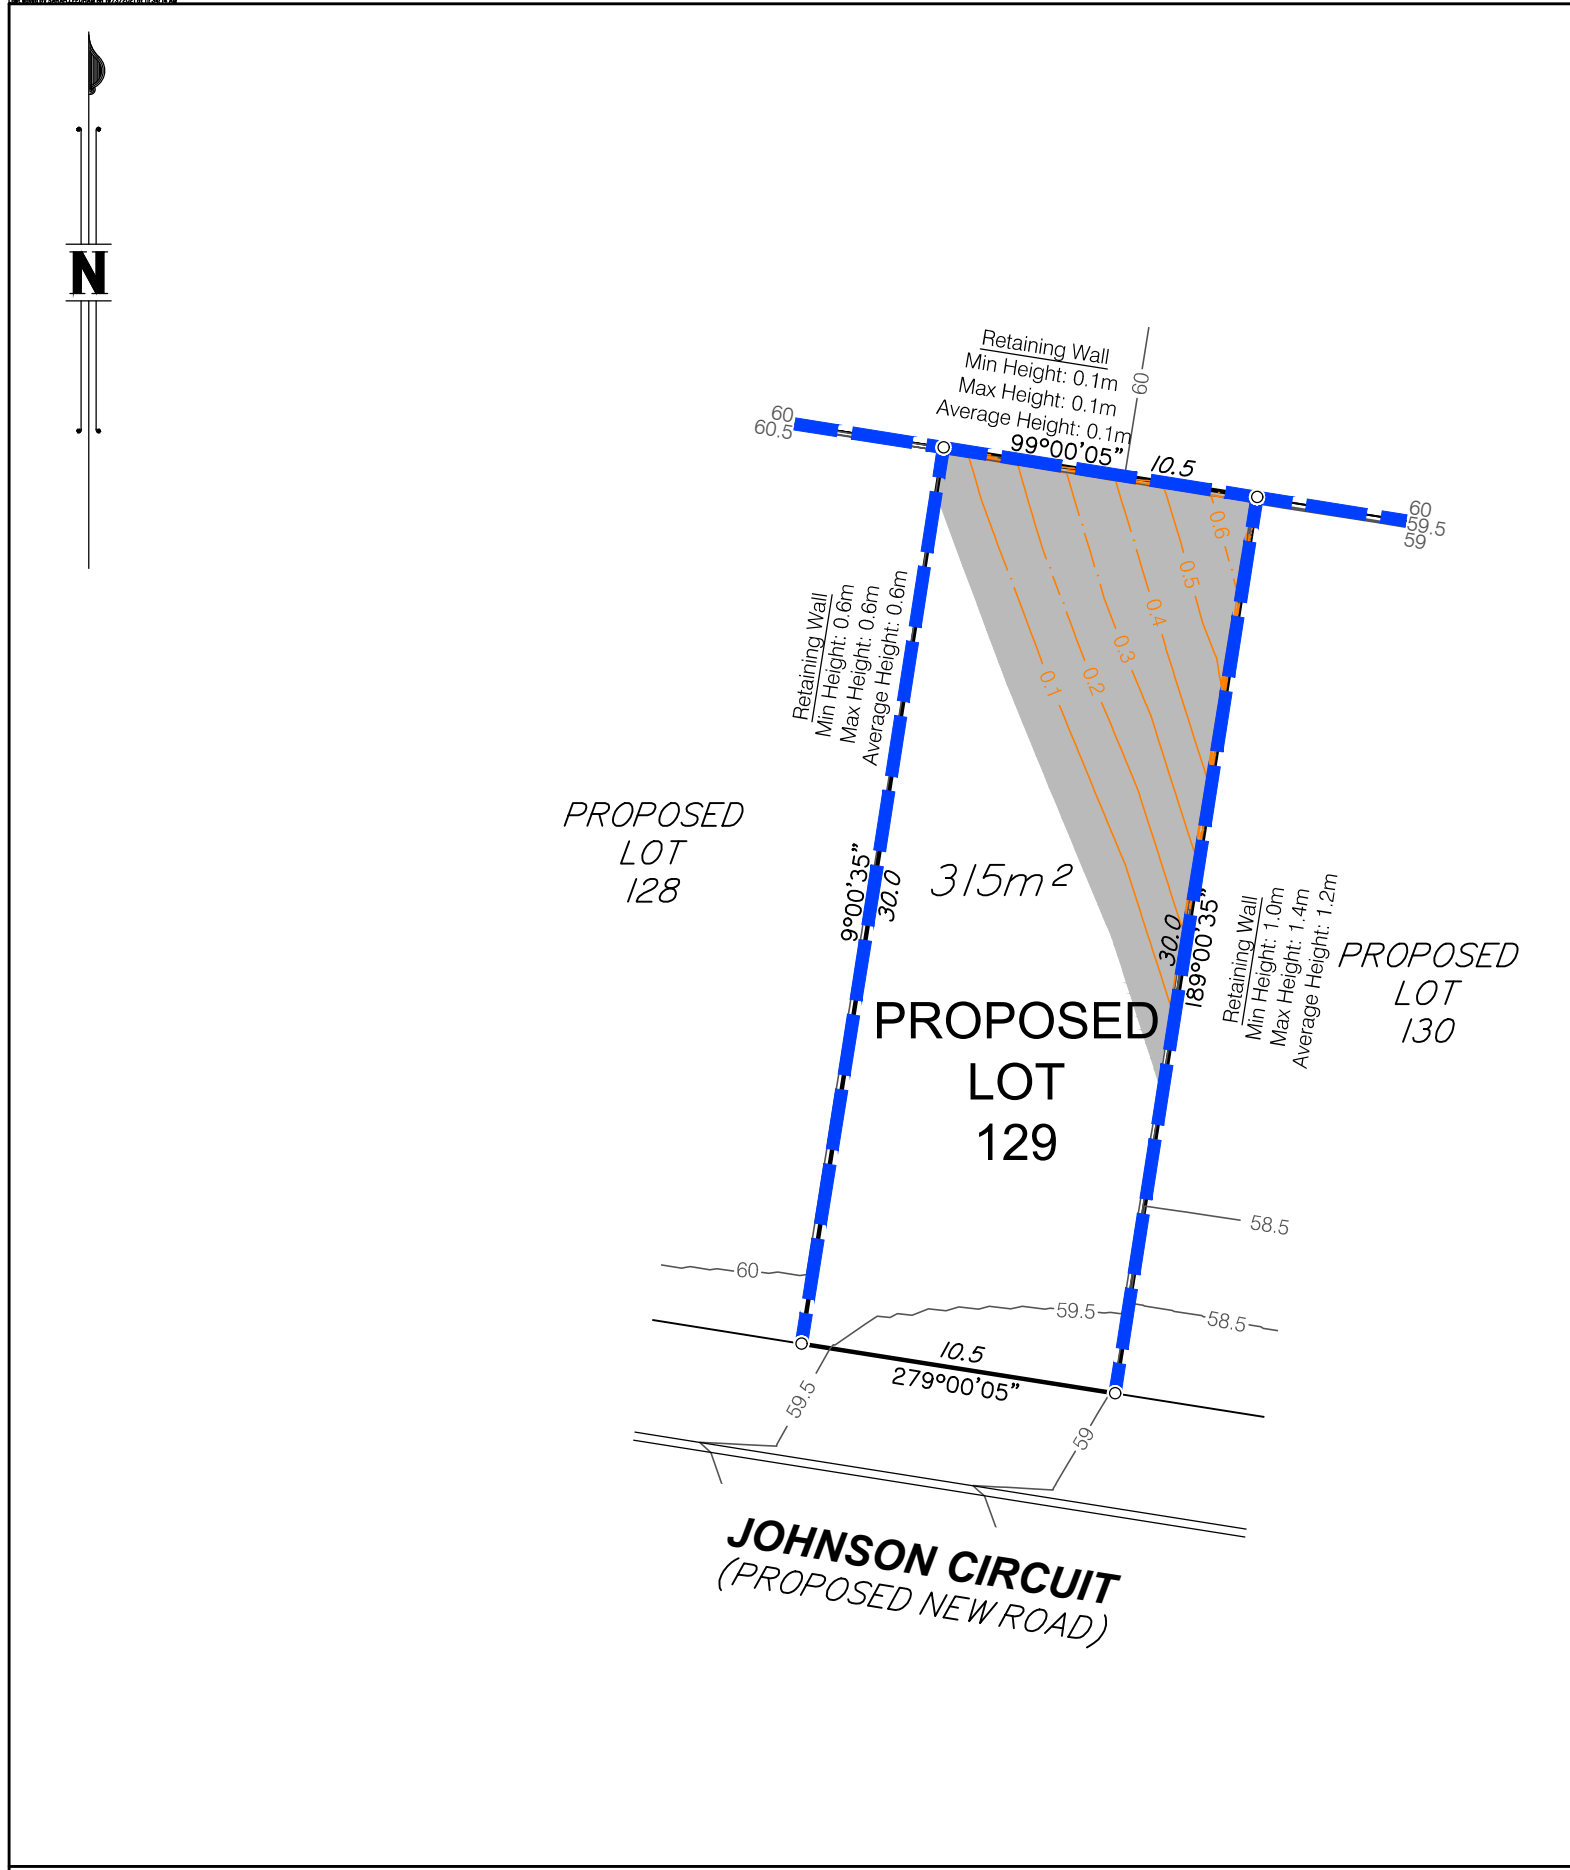 N
Retaining Wall
Min Height: 0.1m
Max Height: 0.1m
Average Height: 0.1m
99°00'05"
10.5
60
60
60.5
60
59.5
59
0.6
0.5
0.4
0.3
0.2
0.1
Retaining Wall
Min Height: 0.6m
Max Height: 0.6m
Average Height: 0.6m
PROPOSED
LOT
128
9°00'35"
30.0
315m²
30.0
189°00'35"
Retaining Wall
Min Height: 1.0m
Max Height: 1.4m
Average Height: 1.2m
PROPOSED
LOT
130
PROPOSED
LOT
129
58.5
60
59.5
58.5
10.5
279°00'05"
59.5
59
JOHNSON CIRCUIT
(PROPOSED NEW ROAD)